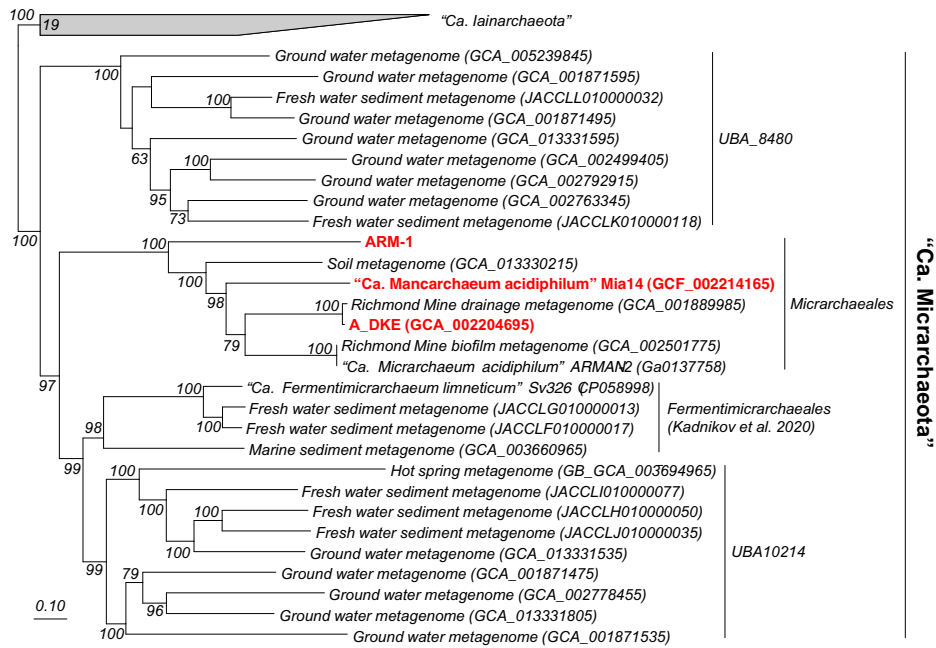 100
19
“Ca. Iainarchaeota”
Ground water metagenome (GCA_005239845)
100
Ground water metagenome (GCA_001871595)
100
Fresh water sediment metagenome (JACCLL010000032)
Ground water metagenome (GCA_001871495)
Ground water metagenome (GCA_013331595)
UBA_8480
63
100
Ground water metagenome (GCA_002499405)
Ground water metagenome (GCA_002792915)
95
Ground water metagenome (GCA_002763345)
73
Fresh water sediment metagenome (JACCLK010000118)
100
100
ARM-1
Soil metagenome (GCA_013330215)
“Ca. Mancarchaeum acidiphilum” Mia14 (GCF_002214165)
98
100
Richmond Mine drainage metagenome (GCA_001889985)
Micrarchaeales
A_DKE (GCA_002204695)
79
100
Richmond Mine biofilm metagenome (GCA_002501775)
“Ca. Micrarchaeum acidiphilum” ARMAN2 (Ga0137758)
97
100
“Ca. Fermentimicrarchaeum limneticum” Sv326 (CP058998)
100
Fresh water sediment metagenome (JACCLG010000013)
Fermentimicrarchaeales
98
Fresh water sediment metagenome (JACCLF010000017)
(Kadnikov et al. 2020)
Marine sediment metagenome (GCA_003660965)
99
100
Hot spring metagenome (GB_GCA_003694965)
Fresh water sediment metagenome (JACCLI010000077)
100
100
Fresh water sediment metagenome (JACCLH010000050)
Fresh water sediment metagenome (JACCLJ010000035)
100
Ground water metagenome (GCA_013331535)
UBA10214
99
79
Ground water metagenome (GCA_001871475)
Ground water metagenome (GCA_002778455)
96
Ground water metagenome (GCA_013331805)
100
Ground water metagenome (GCA_001871535)
0.10
“Ca. Micrarchaeota”